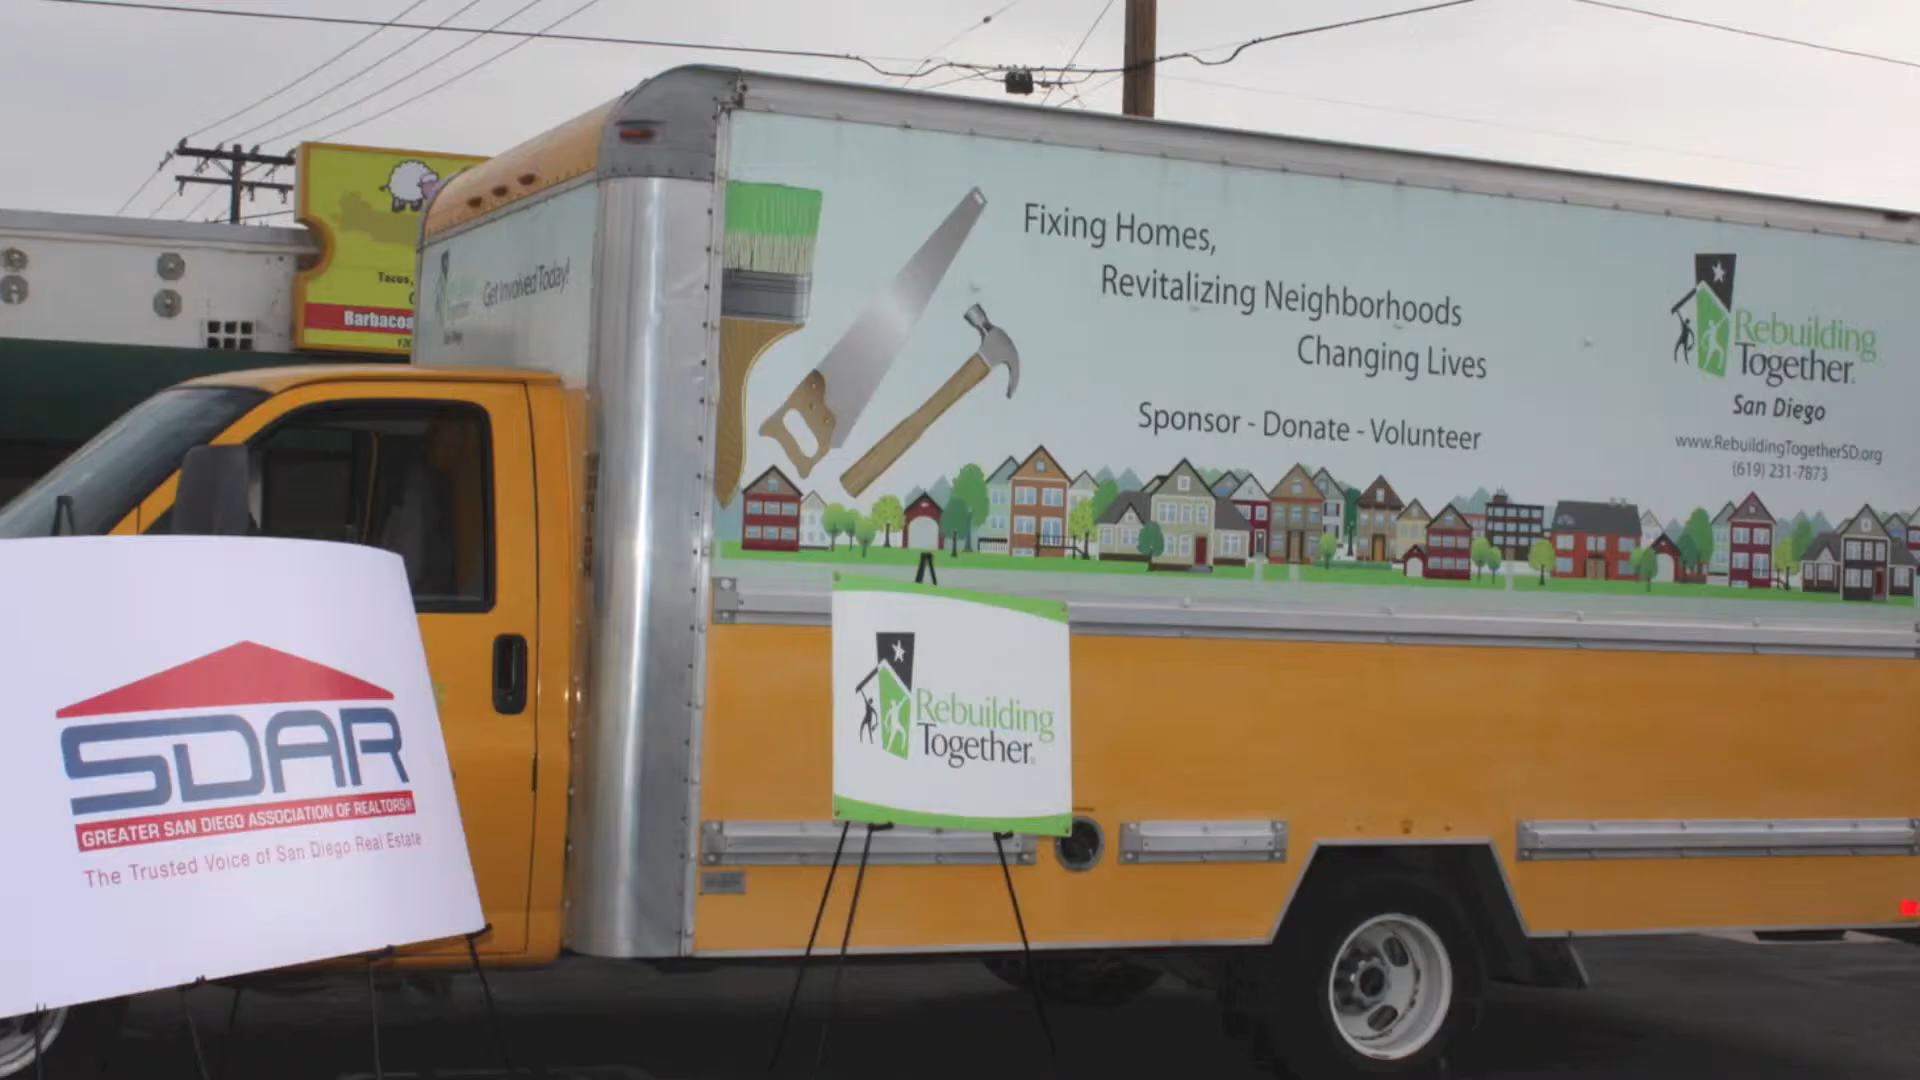 Tacos,
Barbacoa
Together
Get Involved Today!
Fixing Homes,
Revitalizing Neighborhoods
Changing Lives
Sponsor - Donate - Volunteer
Rebuilding
Together.
San Diego
www.RebuildingTogetherSD.org
(619) 231-7873
Rebuilding
Together.
SDAR
GREATER SAN DIEGO ASSOCIATION OF REALTORS®
The Trusted Voice of San Diego Real Estate